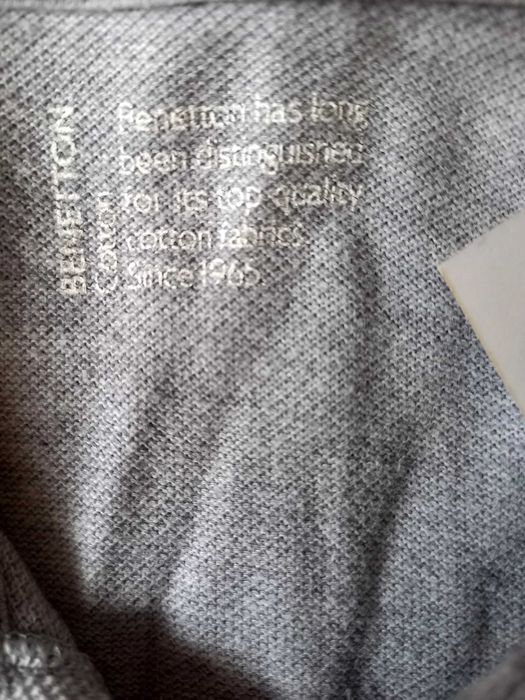 BENETTON
Cotton
Benetton has long
been distinguished
for its top quality
cotton fabrics.
Since 1965.